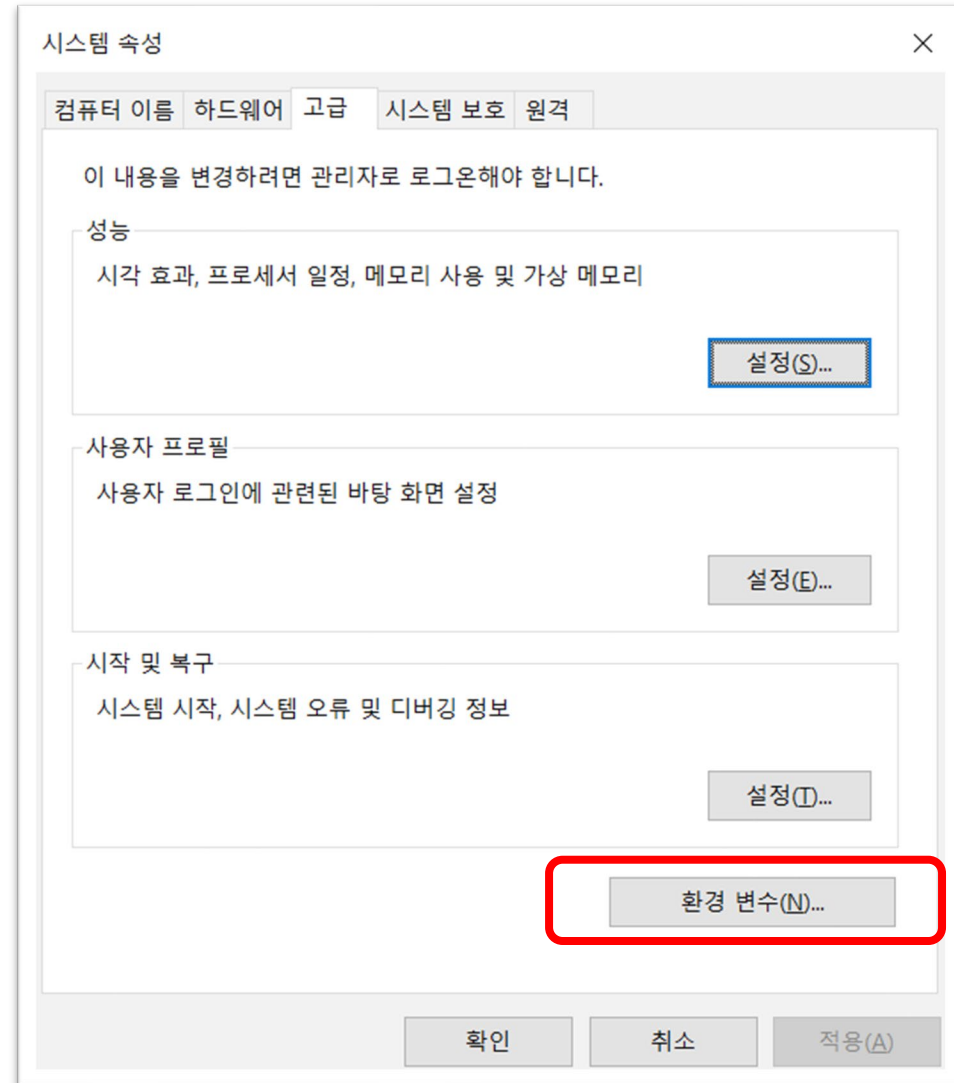 시스템 속성
컴퓨터 이름 하드웨어 고급 시스템 보호 원격
이 내용을 변경하려면 관리자로 로그온해야 합니다.
성능
시각 효과, 프로세서 일정, 메모리 사용 및 가상 메모리
설정(S)...
사용자 프로필
사용자 로그인에 관련된 바탕 화면 설정
설정(E)...
시작 및 복구
시스템 시작, 시스템 오류 및 디버깅 정보
설정(T)...
환경 변수(N)...
확인 취소 적용(A)